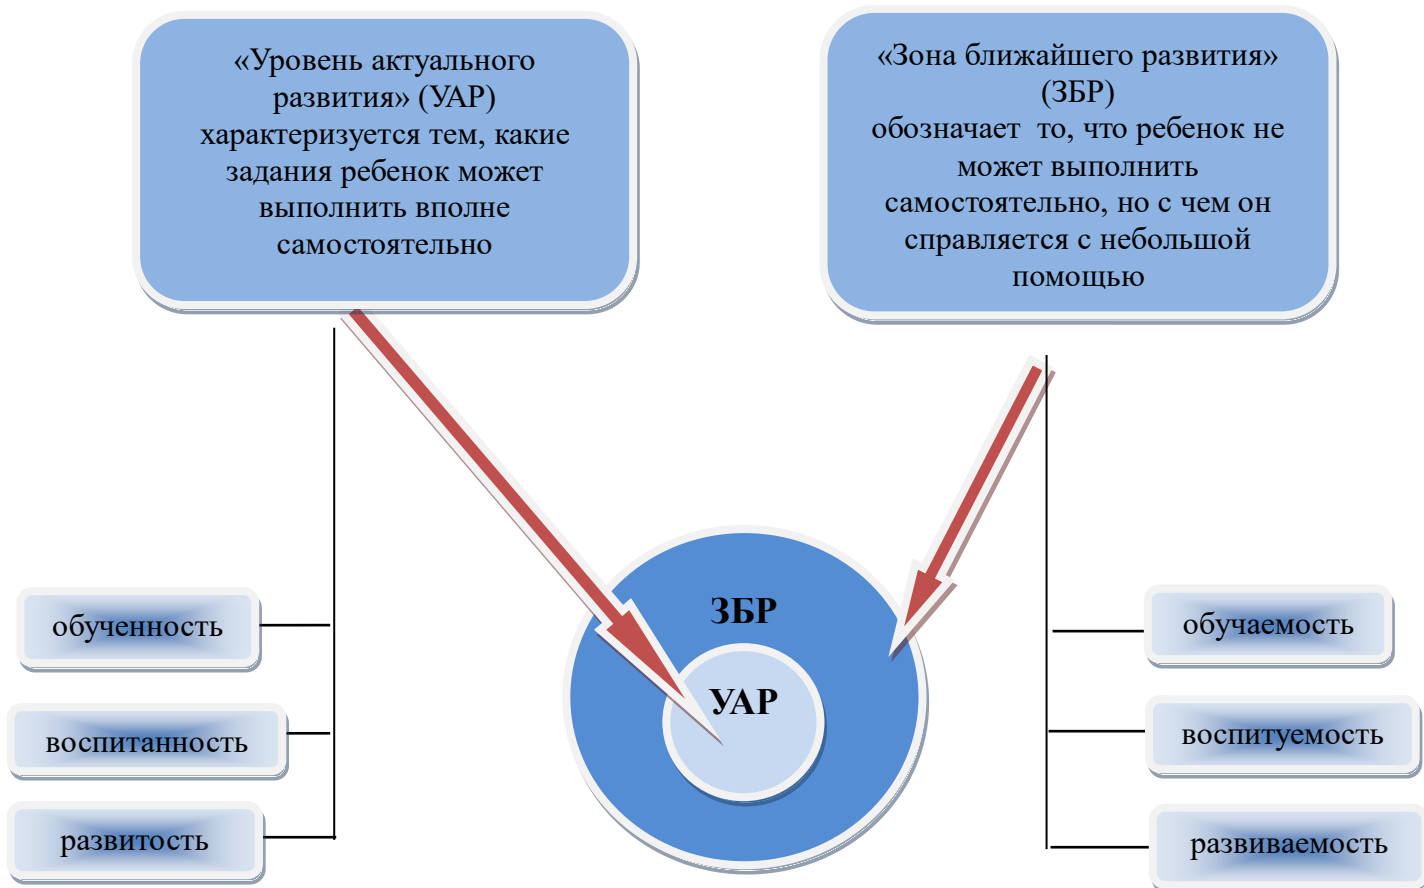 «Уровень актуального
развития» (УАР)
характеризуется тем, какие
задания ребенок может
выполнить вполне
самостоятельно
«Зона ближайшего развития»
(ЗБР)
обозначает то, что ребенок не
может выполнить
самостоятельно, но с чем он
справляется с небольшой
помощью
ЗБР
УАР
обученность
воспитанность
развитость
обучаемость
воспитуемость
развиваемость